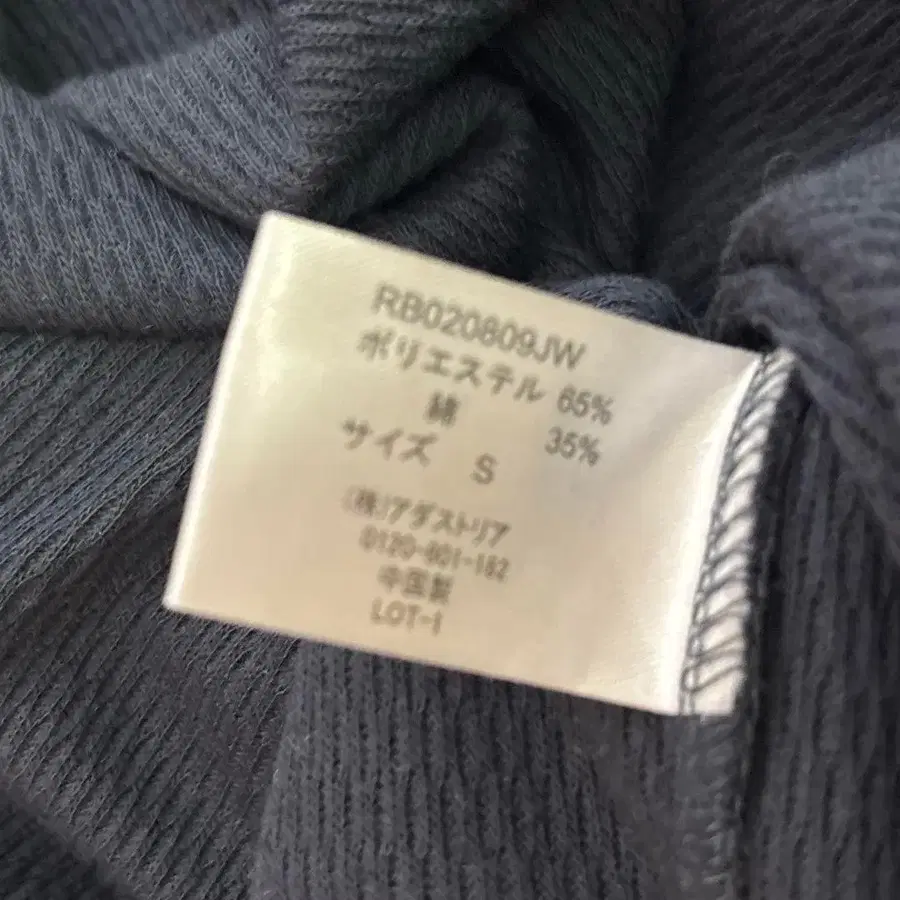 RB020809JW
ポリエステル 65%
綿 35%
サイズ S
(株)アダストリア
0120-601-162
中国製
LOT-1